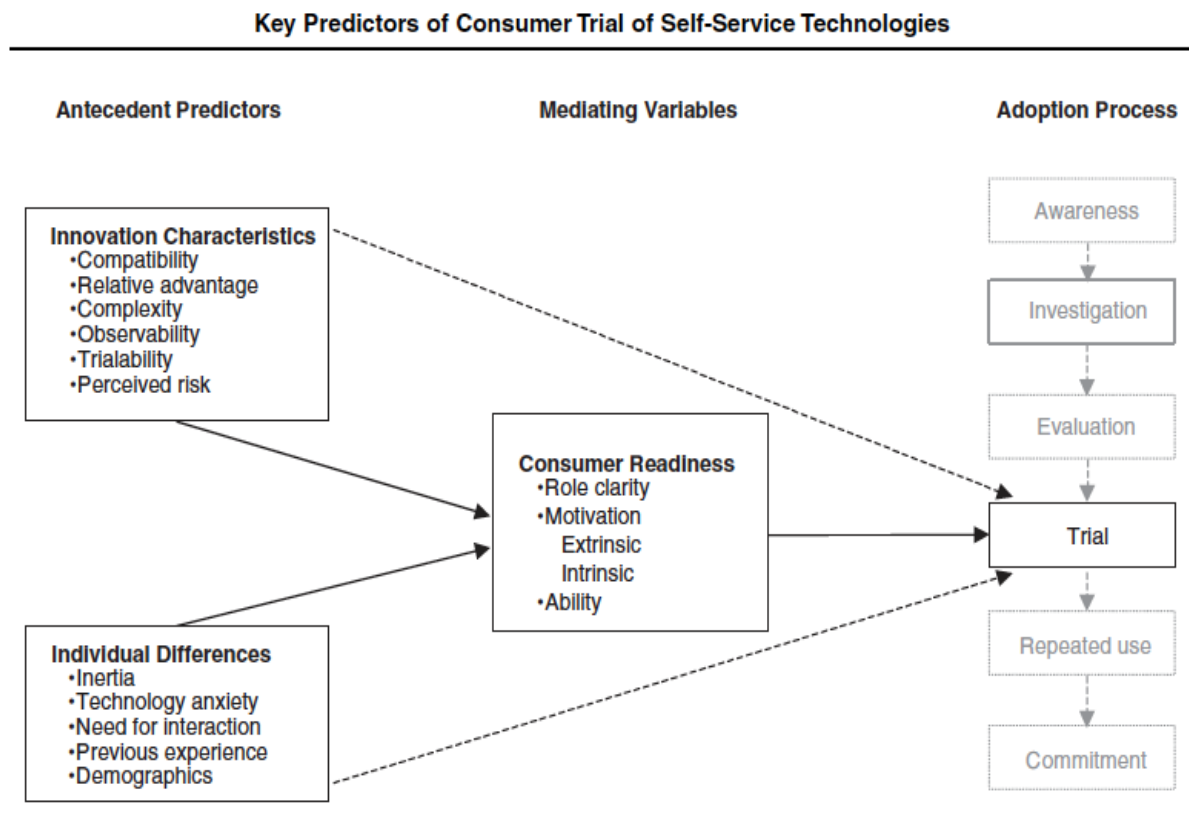 Key Predictors of Consumer Trial of Self-Service Technologies
Antecedent Predictors
Mediating Variables
Adoption Process
Innovation Characteristics
•Compatibility
•Relative advantage
•Complexity
•Observability
•Trialability
•Perceived risk
Individual Differences
•Inertia
•Technology anxiety
•Need for interaction
•Previous experience
•Demographics
Consumer Readiness
•Role clarity
•Motivation
Extrinsic
Intrinsic
•Ability
Awareness
Investigation
Evaluation
Trial
Repeated use
Commitment